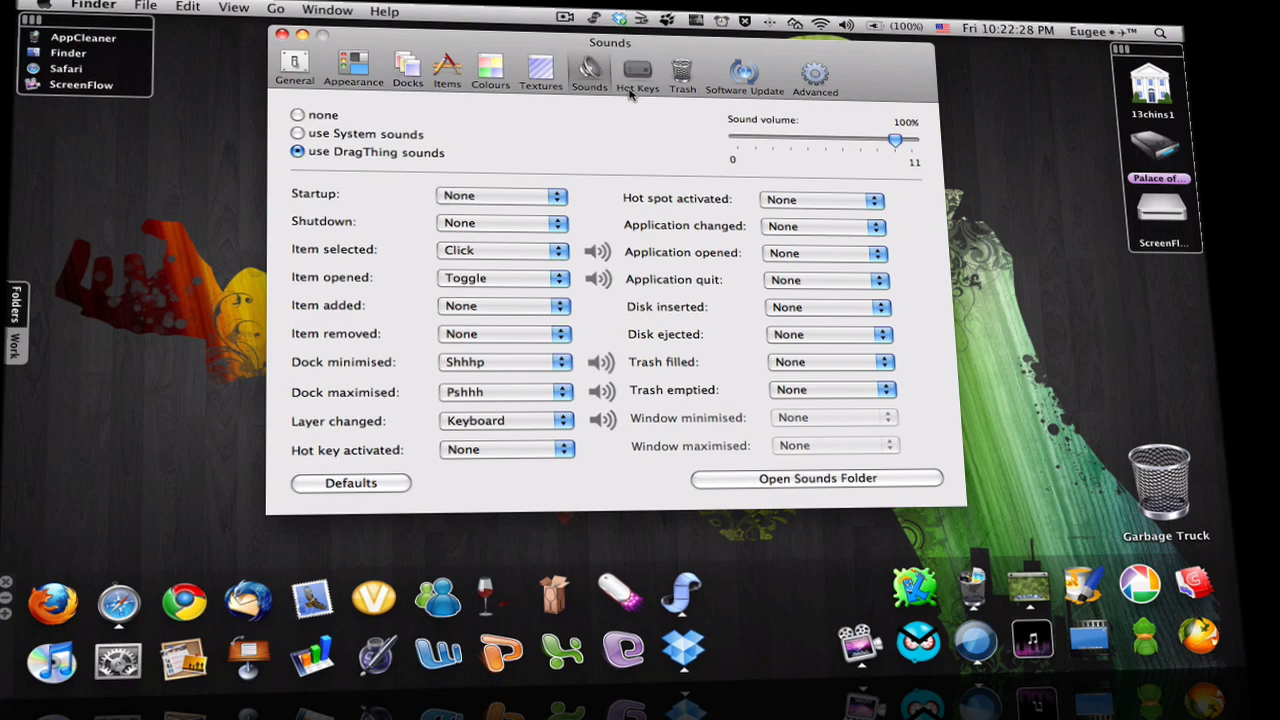 Finder File Edit View Go Window Help
(100%) Fri 10:22:28 PM Eugee
AppCleaner
Finder
Safari
ScreenFlow
Sounds
General Appearance Docks Items Colours Textures Sounds Hot Keys Trash Software Update Advanced
none
use System sounds
use DragThing sounds
Sound volume: 100%
0 11
Startup: None
Shutdown: None
Item selected: Click
Item opened: Toggle
Item added: None
Item removed: None
Dock minimised: Shhhp
Dock maximised: Pshhh
Layer changed: Keyboard
Hot key activated: None
Hot spot activated: None
Application changed: None
Application opened: None
Application quit: None
Disk inserted: None
Disk ejected: None
Trash filled: None
Trash emptied: None
Window minimised: None
Window maximised: None
Defaults
Open Sounds Folder
13chins1
Palace of...
ScreenFl...
Folders
Work
Garbage Truck